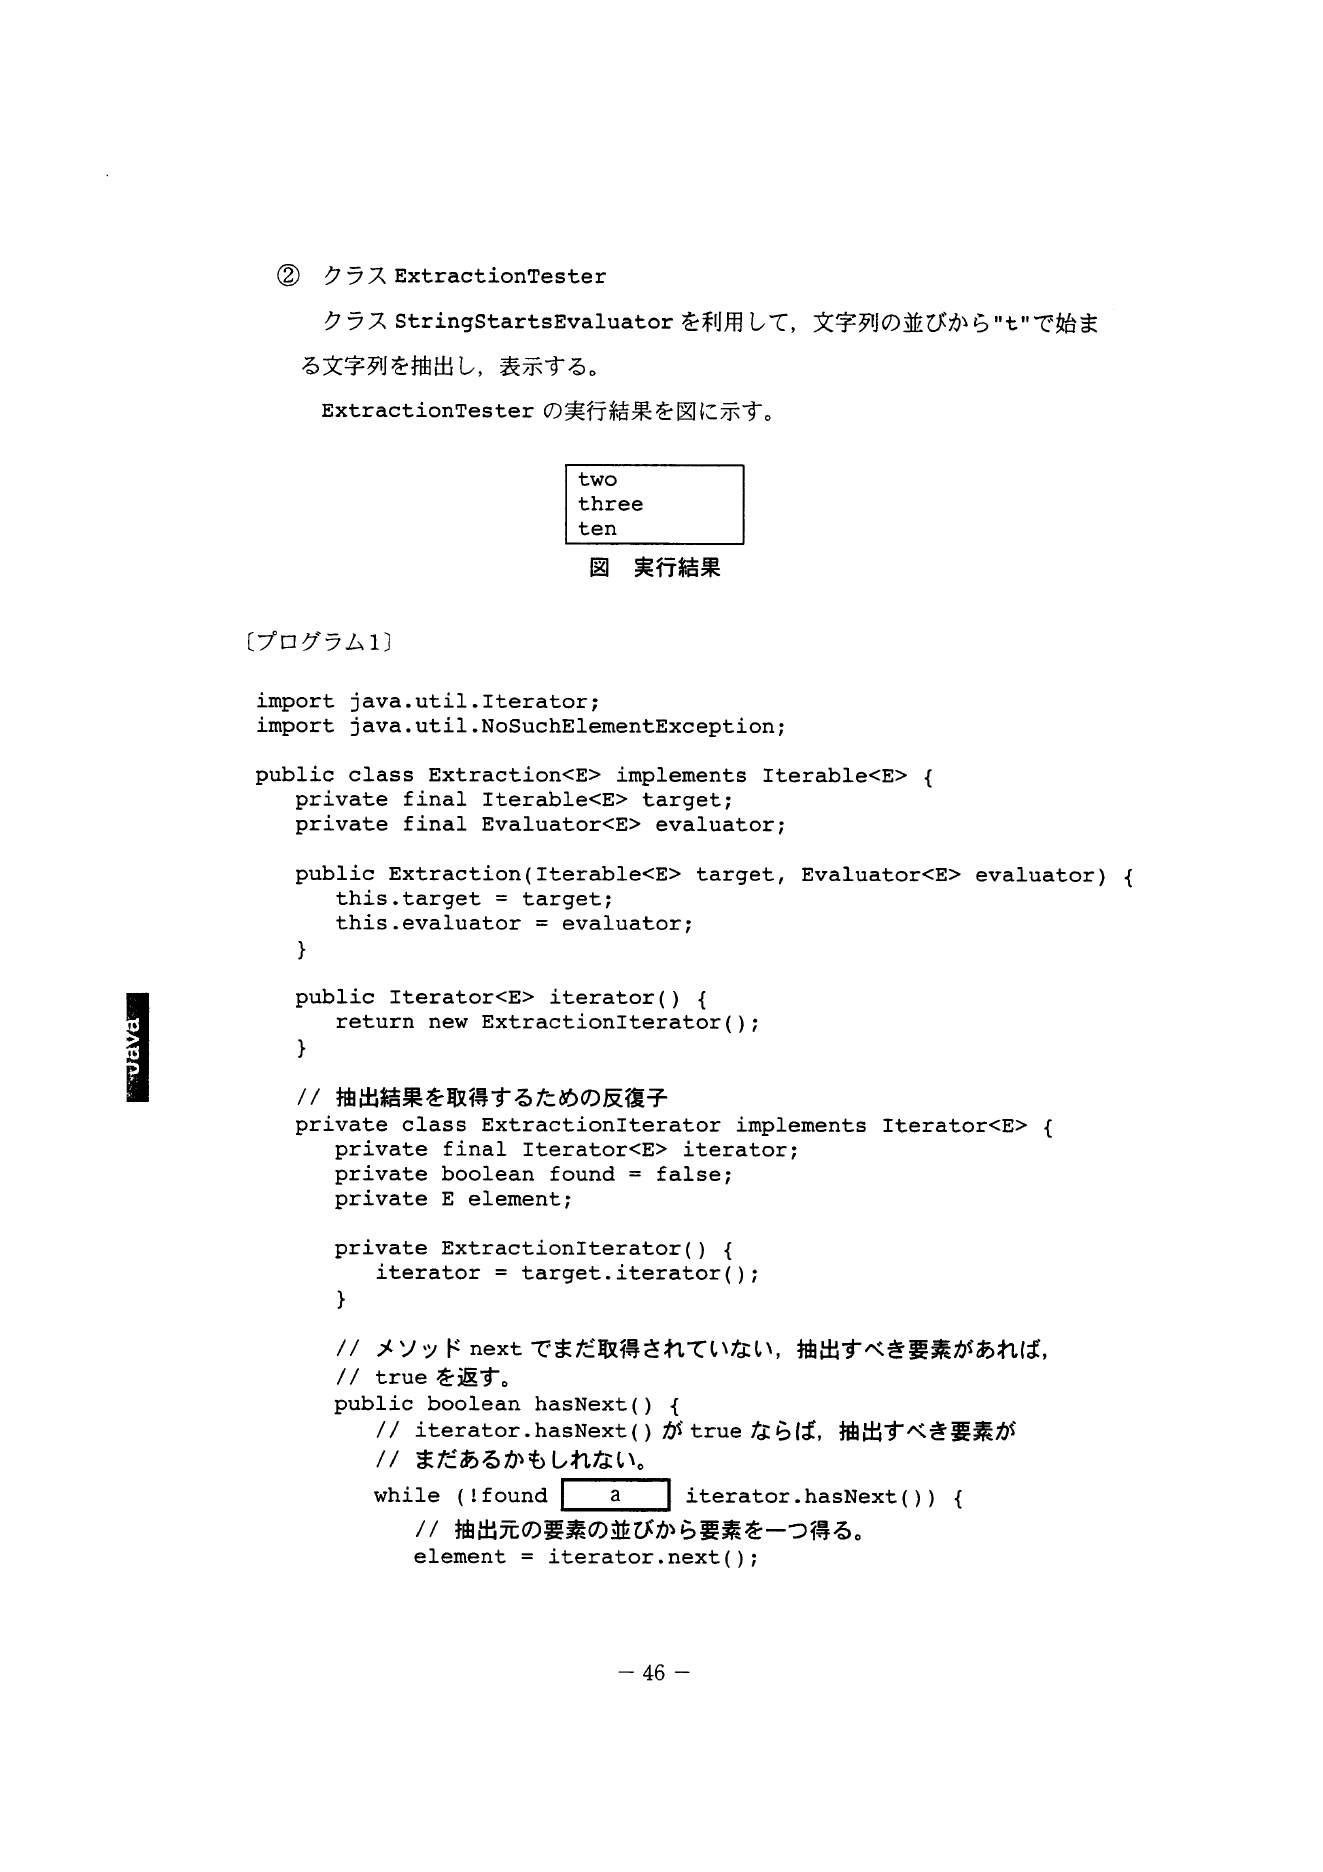 ② クラス ExtractionTester
クラス StringStartsEvaluator を利用して，文字列の並びから"t"で始ま
る文字列を抽出し，表示する。
ExtractionTester の実行結果を図に示す。
two
three
ten
図 実行結果
〔プログラム1〕
import java.util.Iterator;
import java.util.NoSuchElementException;
public class Extraction<E> implements Iterable<E> {
private final Iterable<E> target;
private final Evaluator<E> evaluator;
public Extraction(Iterable<E> target, Evaluator<E> evaluator) {
this.target = target;
this.evaluator = evaluator;
}
public Iterator<E> iterator() {
return new ExtractionIterator();
}
Java
// 抽出結果を取得するための反復子
private class ExtractionIterator implements Iterator<E> {
private final Iterator<E> iterator;
private boolean found = false;
private E element;
private ExtractionIterator() {
iterator = target.iterator();
}
// メソッド next でまだ取得されていない，抽出すべき要素があれば，
// true を返す。
public boolean hasNext() {
// iterator.hasNext() が true ならば，抽出すべき要素が
// まだあるかもしれない。
while (!found a iterator.hasNext()) {
// 抽出元の要素の並びから要素を一つ得る。
element = iterator.next();
－ 46 －